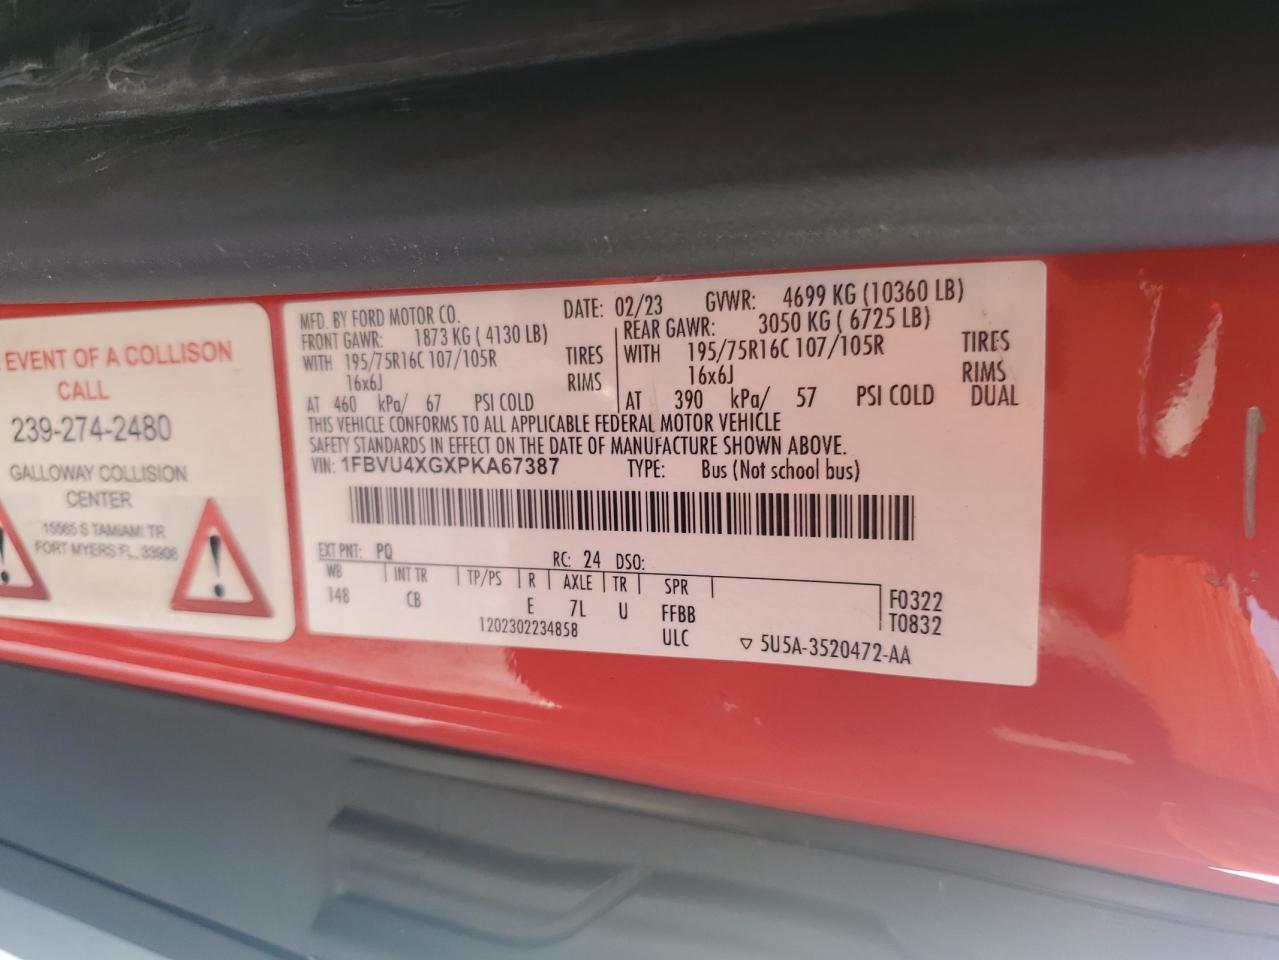 EVENT OF A COLLISON
CALL
239-274-2480
GALLOWAY COLLISION
CENTER
15565 S TAMIAMI TR
FORT MYERS FL, 33908
MFD. BY FORD MOTOR CO. DATE: 02/23 GVWR: 4699 KG (10360 LB)
FRONT GAWR: 1873 KG ( 4130 LB) REAR GAWR: 3050 KG ( 6725 LB)
WITH 195/75R16C 107/105R TIRES WITH 195/75R16C 107/105R TIRES
16x6J RIMS 16x6J RIMS
AT 460 kPa/ 67 PSI COLD AT 390 kPa/ 57 PSI COLD DUAL
THIS VEHICLE CONFORMS TO ALL APPLICABLE FEDERAL MOTOR VEHICLE
SAFETY STANDARDS IN EFFECT ON THE DATE OF MANUFACTURE SHOWN ABOVE.
VIN: 1FBVU4XGXPKA67387 TYPE: Bus (Not school bus)
EXT PNT: PQ RC: 24 DSO:
WB INT TR TP/PS R AXLE TR SPR
148 CB E 7L U FFBB F0322
1202302234858 ULC T0832
▽ 5U5A-3520472-AA